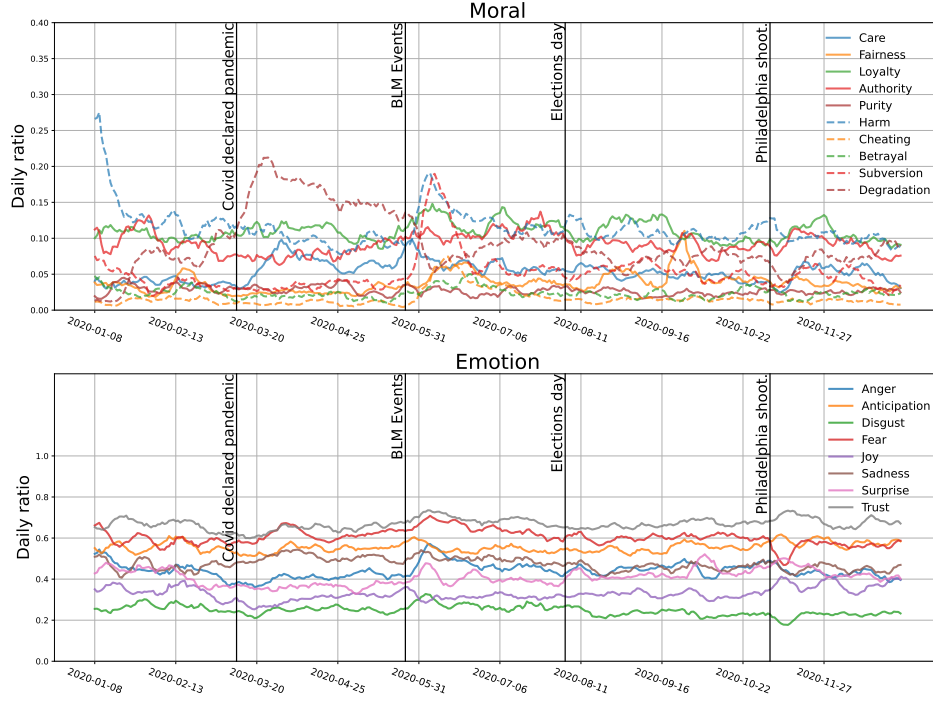 Moral
Daily ratio
0.40
0.35
0.30
0.25
0.20
0.15
0.10
0.05
0.00
Covid declared pandemic
BLM Events
Elections day
Philadelphia shoot.
Care
Fairness
Loyalty
Authority
Purity
Harm
Cheating
Betrayal
Subversion
Degradation
2020-01-08
2020-02-13
2020-03-20
2020-04-25
2020-05-31
2020-07-06
2020-08-11
2020-09-16
2020-10-22
2020-11-27
Emotion
Daily ratio
1.0
0.8
0.6
0.4
0.2
0.0
Covid declared pandemic
BLM Events
Elections day
Philadelphia shoot.
Anger
Anticipation
Disgust
Fear
Joy
Sadness
Surprise
Trust
2020-01-08
2020-02-13
2020-03-20
2020-04-25
2020-05-31
2020-07-06
2020-08-11
2020-09-16
2020-10-22
2020-11-27